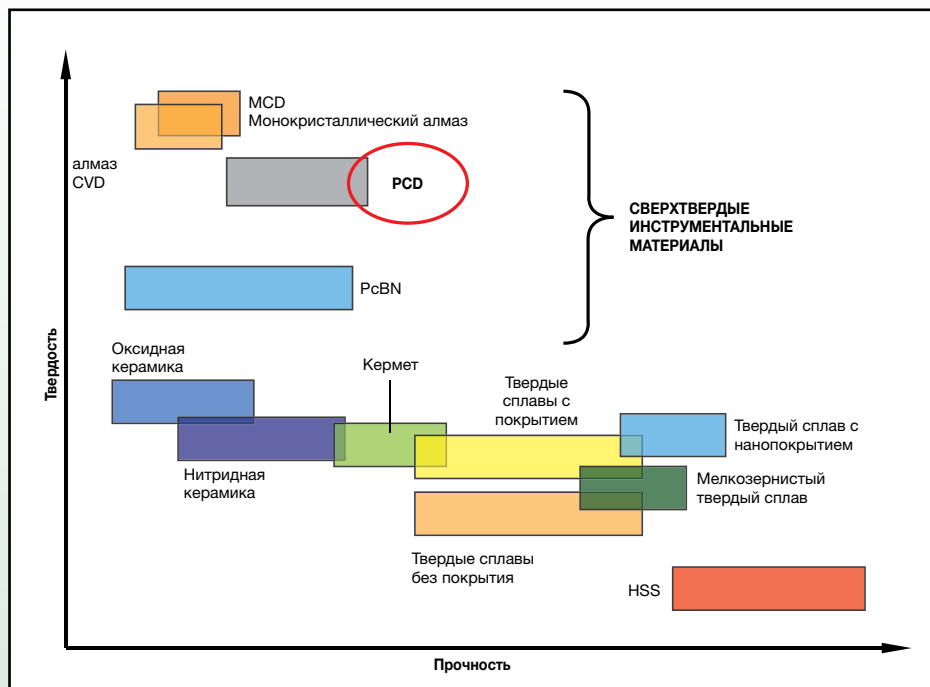 MCD
Монокристаллический алмаз
алмаз
CVD
PCD
СВЕРХТВЕРДЫЕ
ИНСТРУМЕНТАЛЬНЫЕ
МАТЕРИАЛЫ
PcBN
Твердость
Оксидная
керамика
Кермет
Твердые
сплавы с
покрытием
Твердый сплав с
нанопокрытием
Нитридная
керамика
Мелкозернистый
твердый сплав
Твердые сплавы
без покрытия
HSS
Прочность